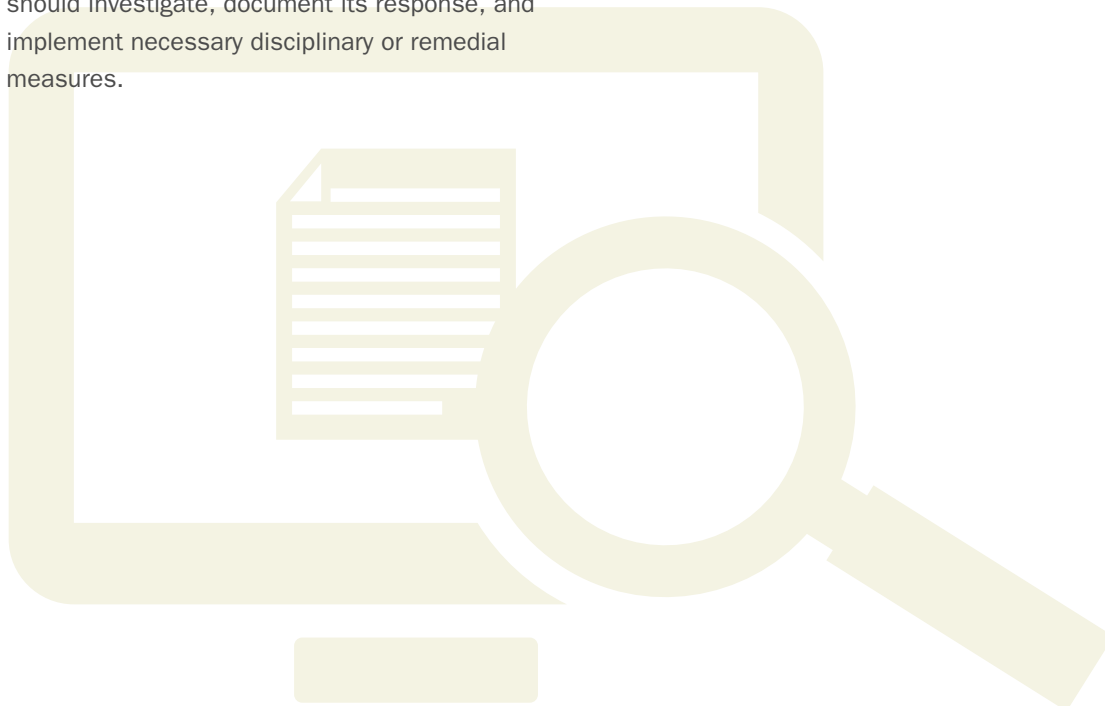 should investigate, document its response, and
implement necessary disciplinary or remedial
measures.